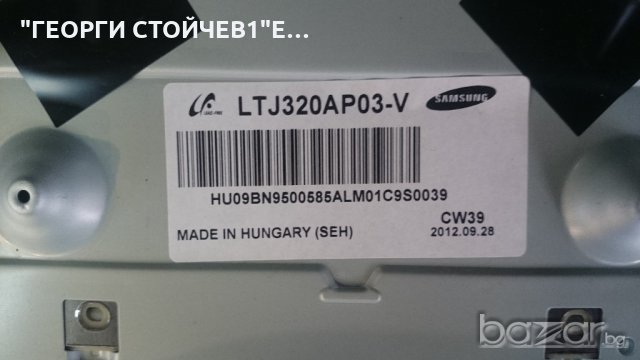 "ГЕОРГИ СТОЙЧЕВ1"Е...
LTJ320AP03-V
SAMSUNG
HU09BN9500585ALM01C9S0039
CW39
MADE IN HUNGARY (SEH)
2012.09.28
bazar.bg